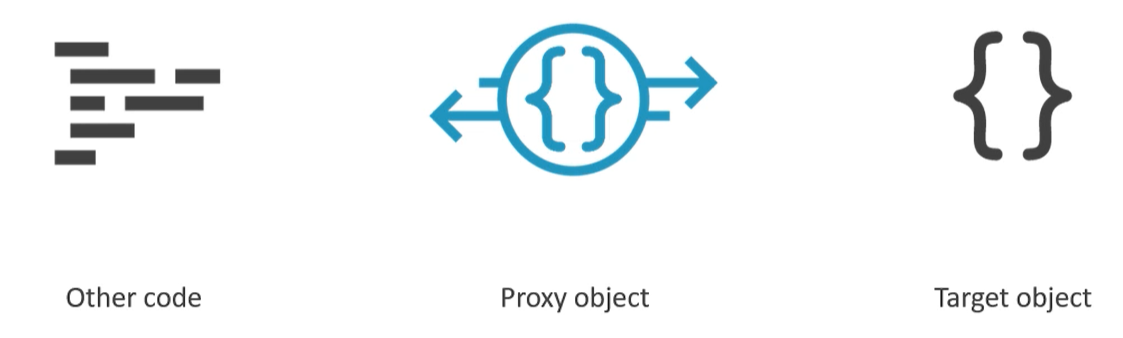 { }
{ }
Other code
Proxy object
Target object